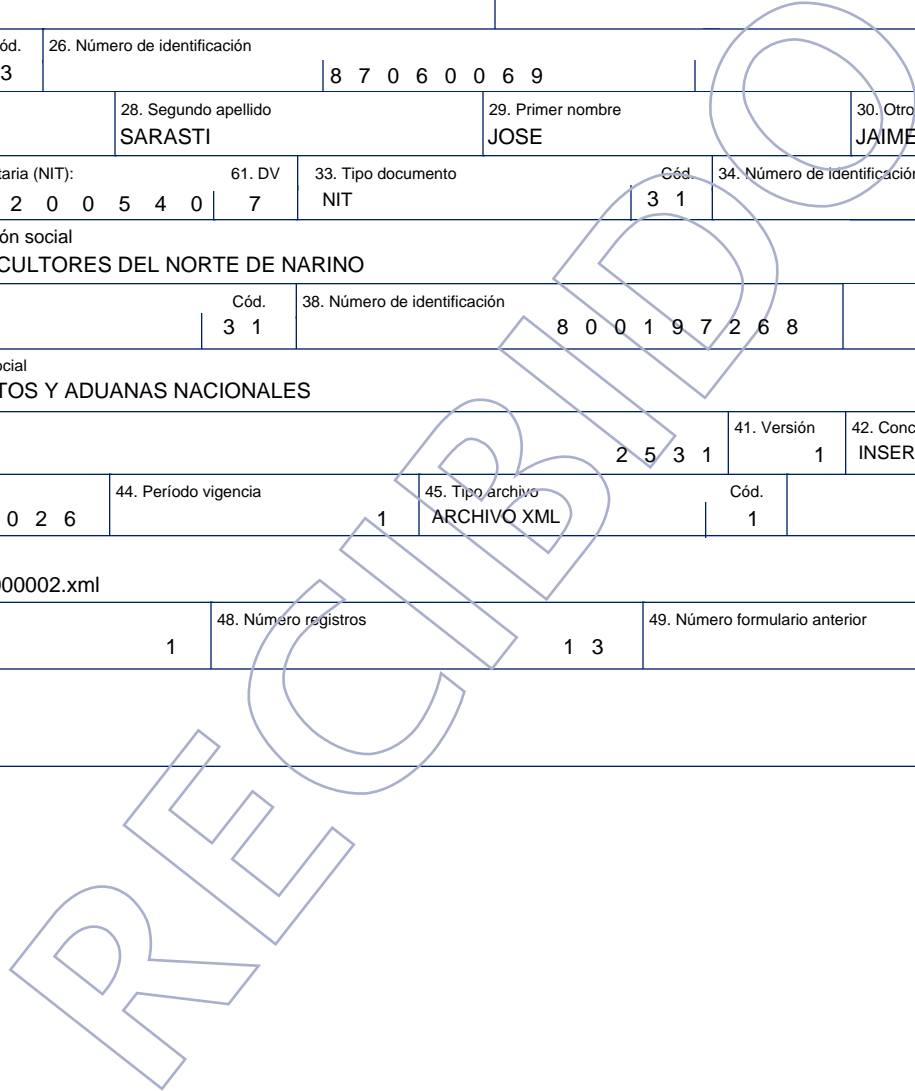 ód. 26. Número de identificación
3 8 7 0 6 0 0 6 9
28. Segundo apellido 29. Primer nombre 30. Otro
SARASTI JOSE JAIME
taria (NIT): 61. DV 33. Tipo documento Cód. 34. Número de identificación
2 0 0 5 4 0 7 NIT 3 1
ón social
CULTORES DEL NORTE DE NARINO
Cód. 38. Número de identificación
3 1 8 0 0 1 9 7 2 6 8
ocial
TOS Y ADUANAS NACIONALES
41. Versión 42. Conc
2 5 3 1 1 INSER
44. Período vigencia 45. Tipo archivo Cód.
0 2 6 1 ARCHIVO XML 1
000002.xml
48. Número registros 49. Número formulario anterior
1 1 3
RECIBIDO